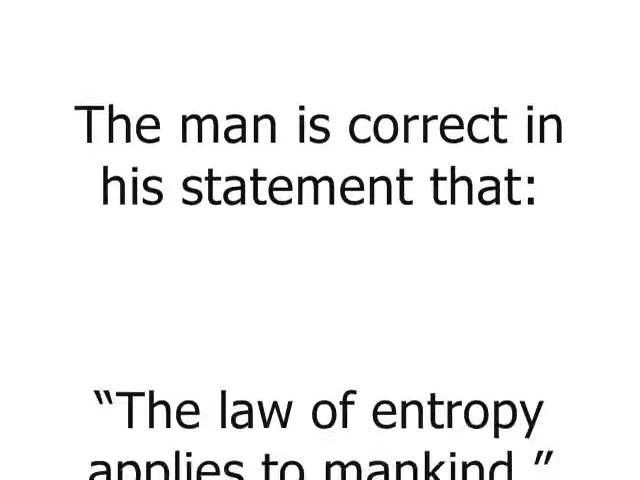 The man is correct in
his statement that:
“The law of entropy
applies to mankind.”